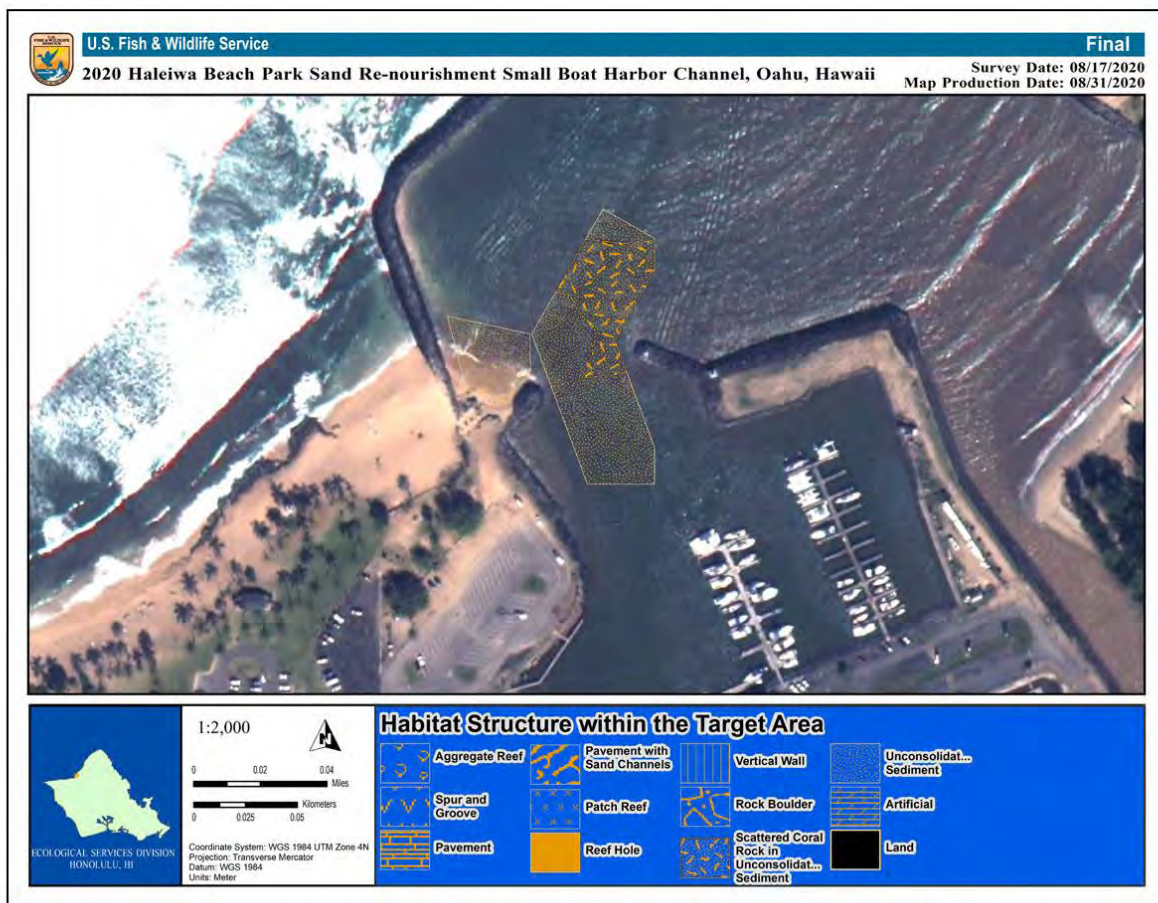 U.S. Fish & Wildlife Service
Final
2020 Haleiwa Beach Park Sand Re-nourishment Small Boat Harbor Channel, Oahu, Hawaii
Survey Date: 08/17/2020
Map Production Date: 08/31/2020
ECOLOGICAL SERVICES DIVISION
HONOLULU, HI
1:2,000
N
0 0.02 0.04
Miles
0 0.025 0.05
Kilometers
Coordinate System: WGS 1984 UTM Zone 4N
Projection: Transverse Mercator
Datum: WGS 1984
Units: Meter
Habitat Structure within the Target Area
Aggregate Reef
Spur and
Groove
Pavement
Pavement with
Sand Channels
Patch Reef
Reef Hole
Vertical Wall
Rock Boulder
Scattered Coral
Rock in
Unconsolidat...
Sediment
Unconsolidat...
Sediment
Artificial
Land